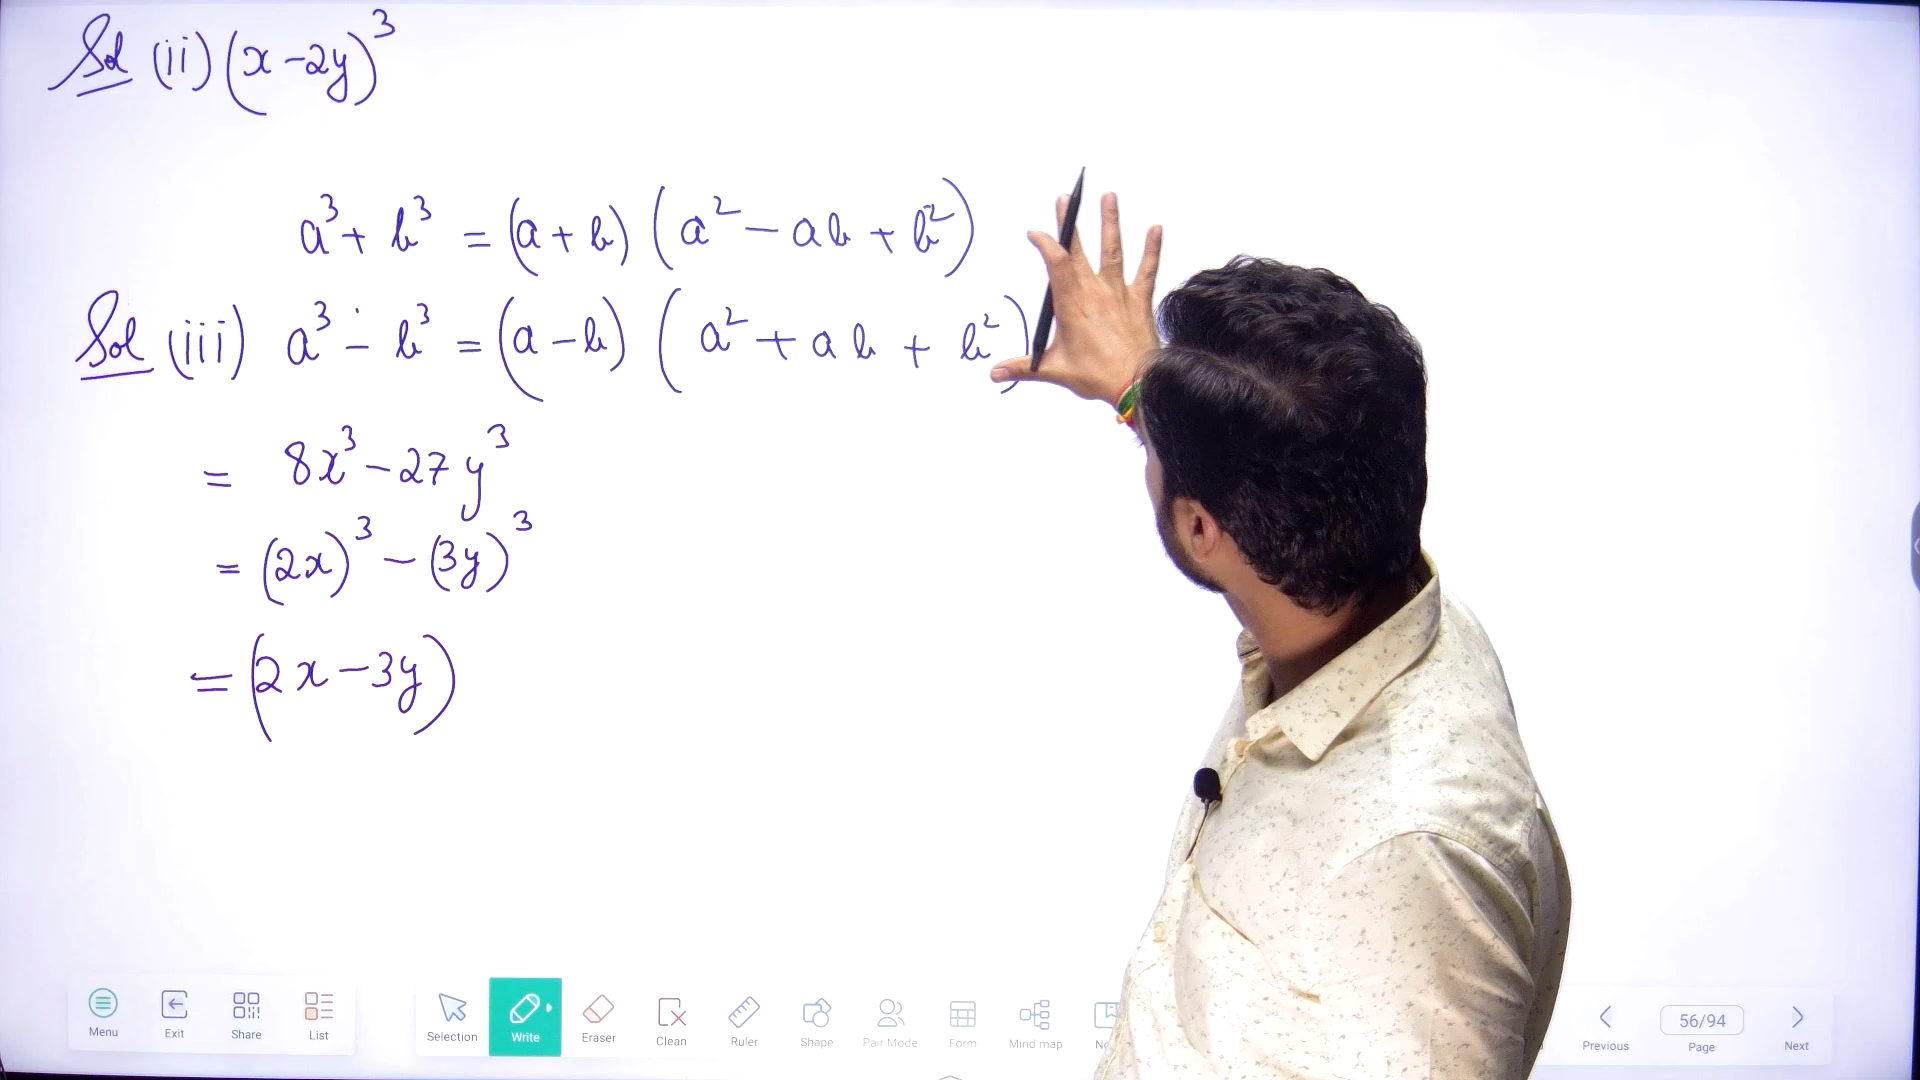 Sol (ii) (x - 2y)³
a³ + b³ = (a + b) (a² - ab + b²)
Sol (iii) a³ - b³ = (a - b) (a² + ab + b²)
= 8x³ - 27y³
= (2x)³ - (3y)³
= (2x - 3y)
Menu Exit Share List Selection Write Eraser Clean Ruler Shape Pair Mode Form Mind map Previous 56/94 Page Next